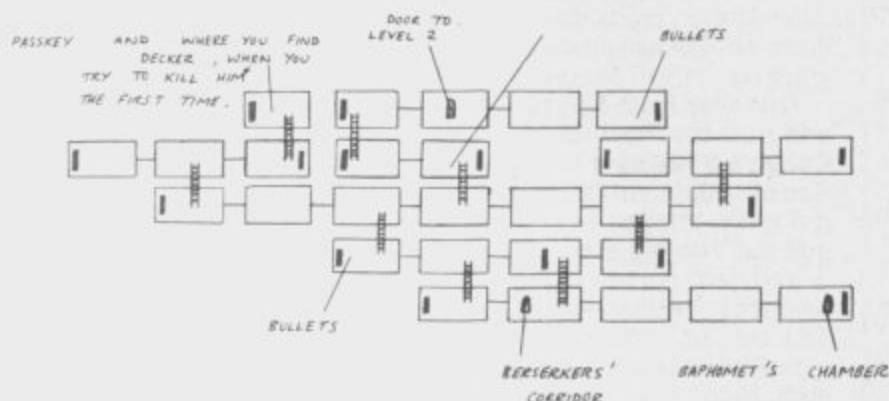 PASSKEY AND WHERE YOU FIND
DECKER, WHEN YOU
TRY TO KILL HIM
THE FIRST TIME.
DOOR TO
LEVEL 2
BULLETS
BULLETS
BERSERKERS'
CORRIDOR
BAPHOMET'S CHAMBER